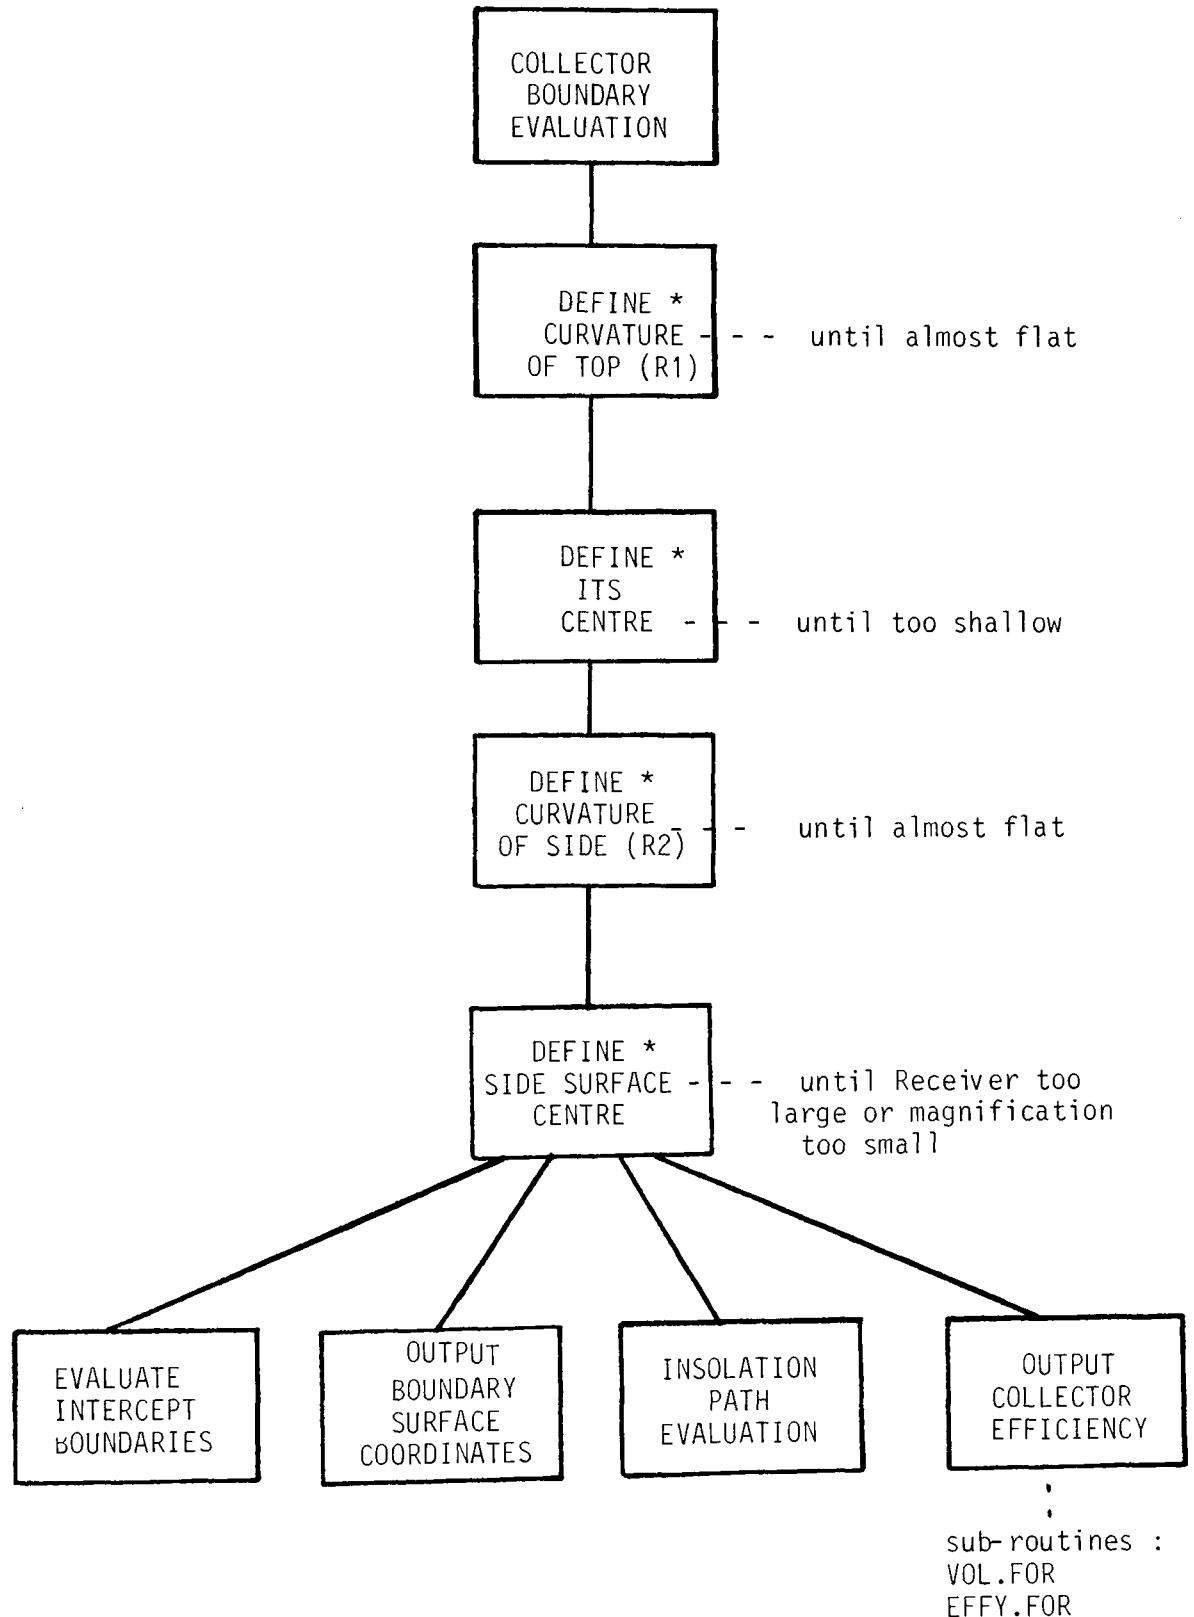 COLLECTOR
BOUNDARY
EVALUATION
DEFINE *
CURVATURE - - - until almost flat
OF TOP (R1)
DEFINE *
ITS
CENTRE - - - until too shallow
DEFINE *
CURVATURE - - - until almost flat
OF SIDE (R2)
DEFINE *
SIDE SURFACE - - - until Receiver too
CENTRE large or magnification
too small
EVALUATE
INTERCEPT
BOUNDARIES
OUTPUT
BOUNDARY
SURFACE
COORDINATES
INSOLATION
PATH
EVALUATION
OUTPUT
COLLECTOR
EFFICIENCY
sub-routines :
VOL.FOR
EFFY.FOR